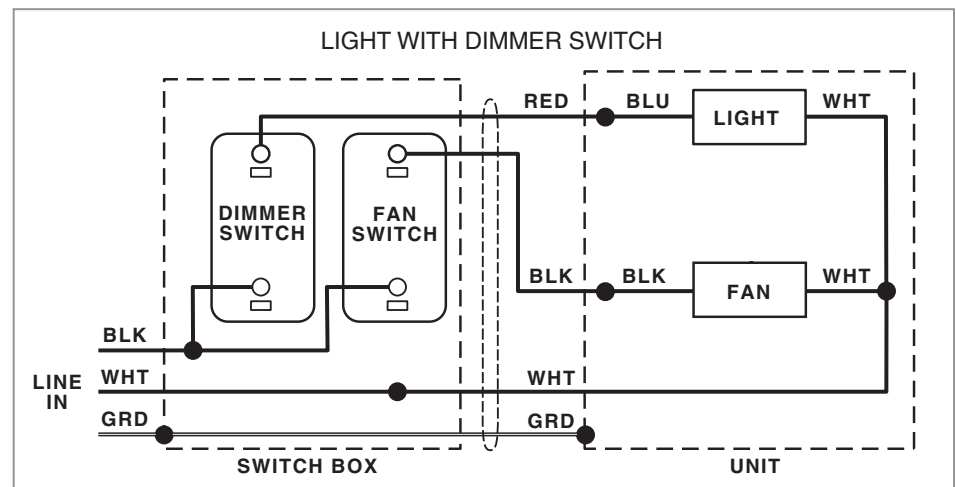 LIGHT WITH DIMMER SWITCH
RED
BLU
LIGHT
WHT
DIMMER
SWITCH
FAN
SWITCH
BLK
BLK
FAN
WHT
BLK
LINE
IN
WHT
WHT
GRD
GRD
SWITCH BOX
UNIT